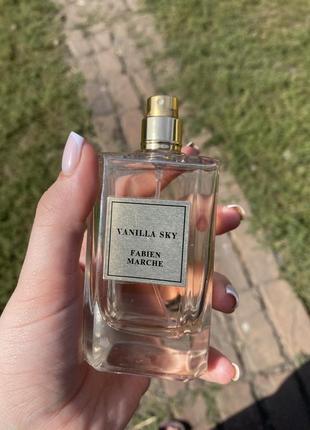 VANILLA SKY
FABIEN
MARCHE